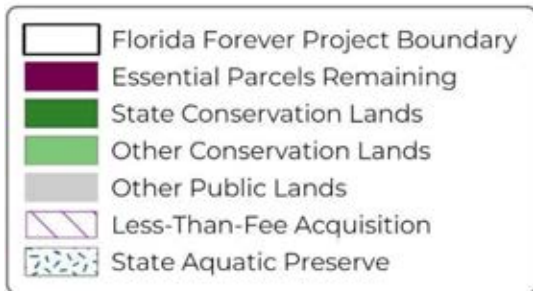 Florida Forever Project Boundary
Essential Parcels Remaining
State Conservation Lands
Other Conservation Lands
Other Public Lands
Less-Than-Fee Acquisition
State Aquatic Preserve